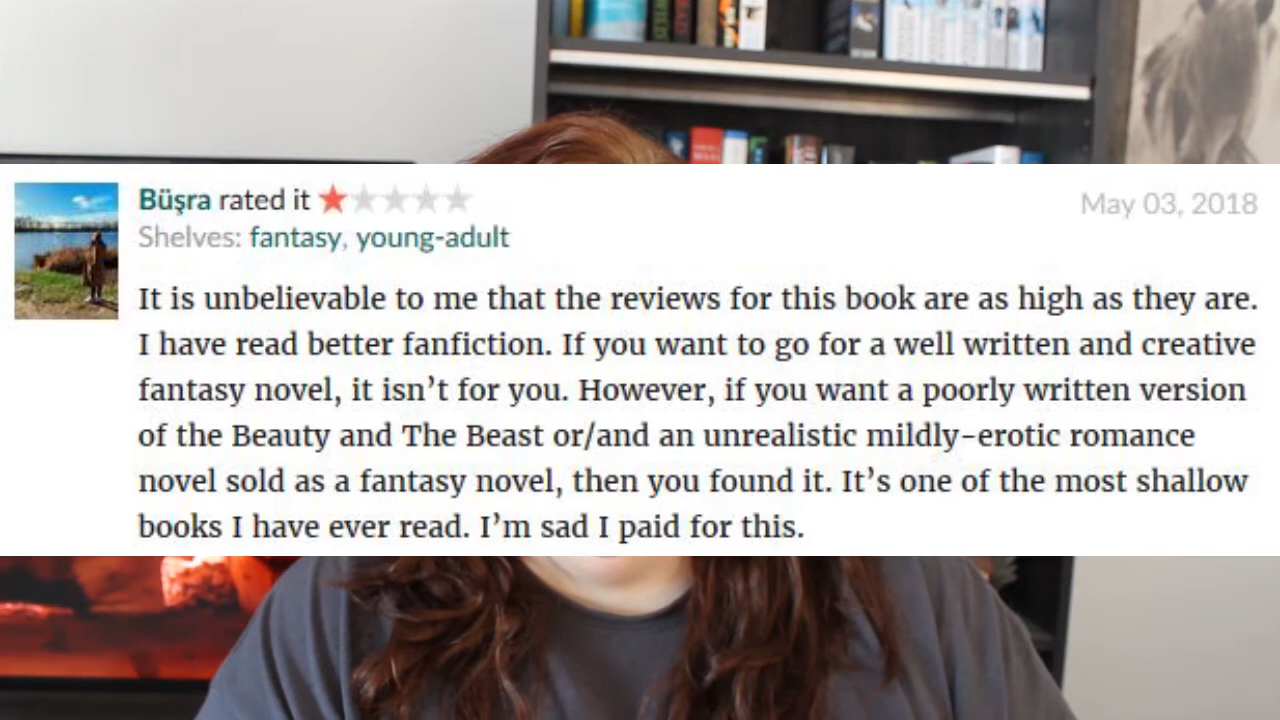 Büşra rated it
May 03, 2018
Shelves: fantasy, young-adult
It is unbelievable to me that the reviews for this book are as high as they are.
I have read better fanfiction. If you want to go for a well written and creative
fantasy novel, it isn’t for you. However, if you want a poorly written version
of the Beauty and The Beast or/and an unrealistic mildly-erotic romance
novel sold as a fantasy novel, then you found it. It’s one of the most shallow
books I have ever read. I’m sad I paid for this.